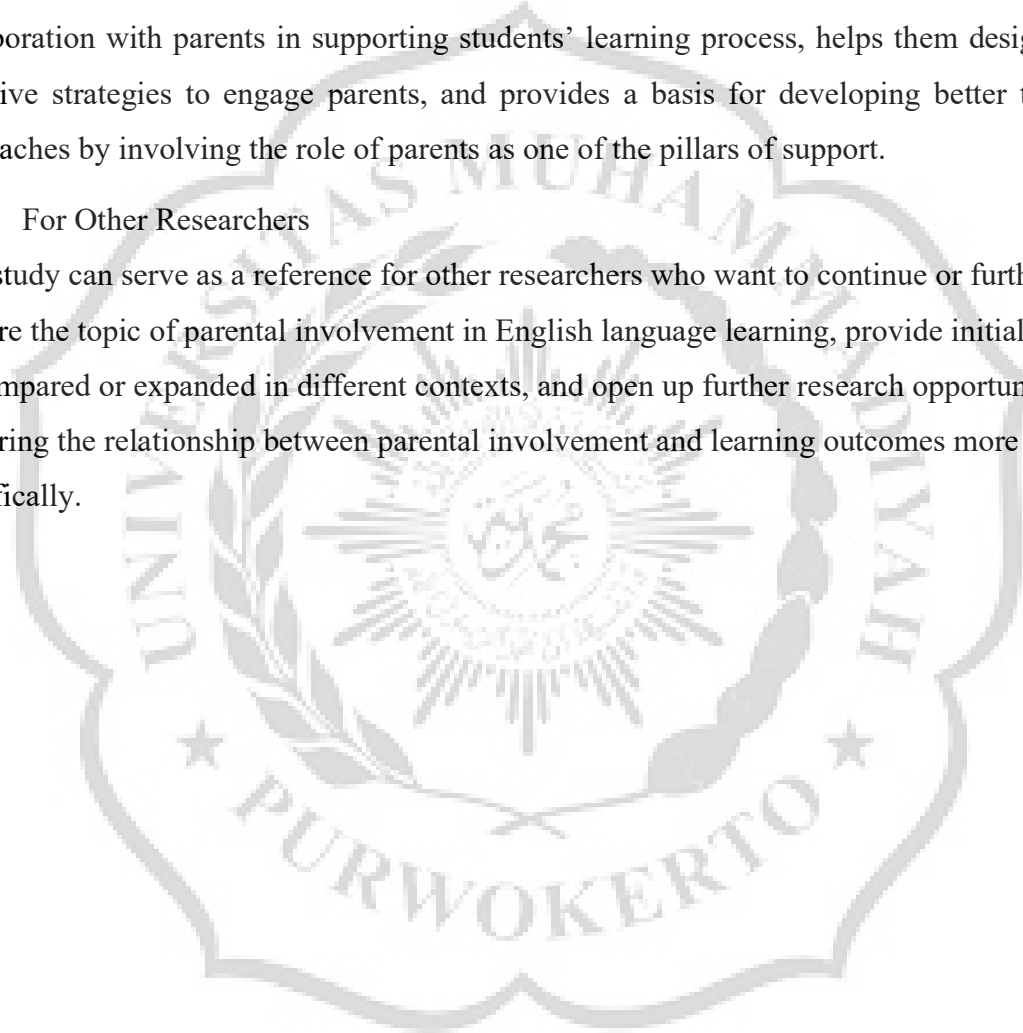 boration with parents in supporting students’ learning process, helps them desig
ive strategies to engage parents, and provides a basis for developing better t
aches by involving the role of parents as one of the pillars of support.
For Other Researchers
study can serve as a reference for other researchers who want to continue or furth
re the topic of parental involvement in English language learning, provide initial
mpared or expanded in different contexts, and open up further research opportun
ring the relationship between parental involvement and learning outcomes more
fically.
UNIVERSITAS MUHAMMADIYAH
PURWOKERTO